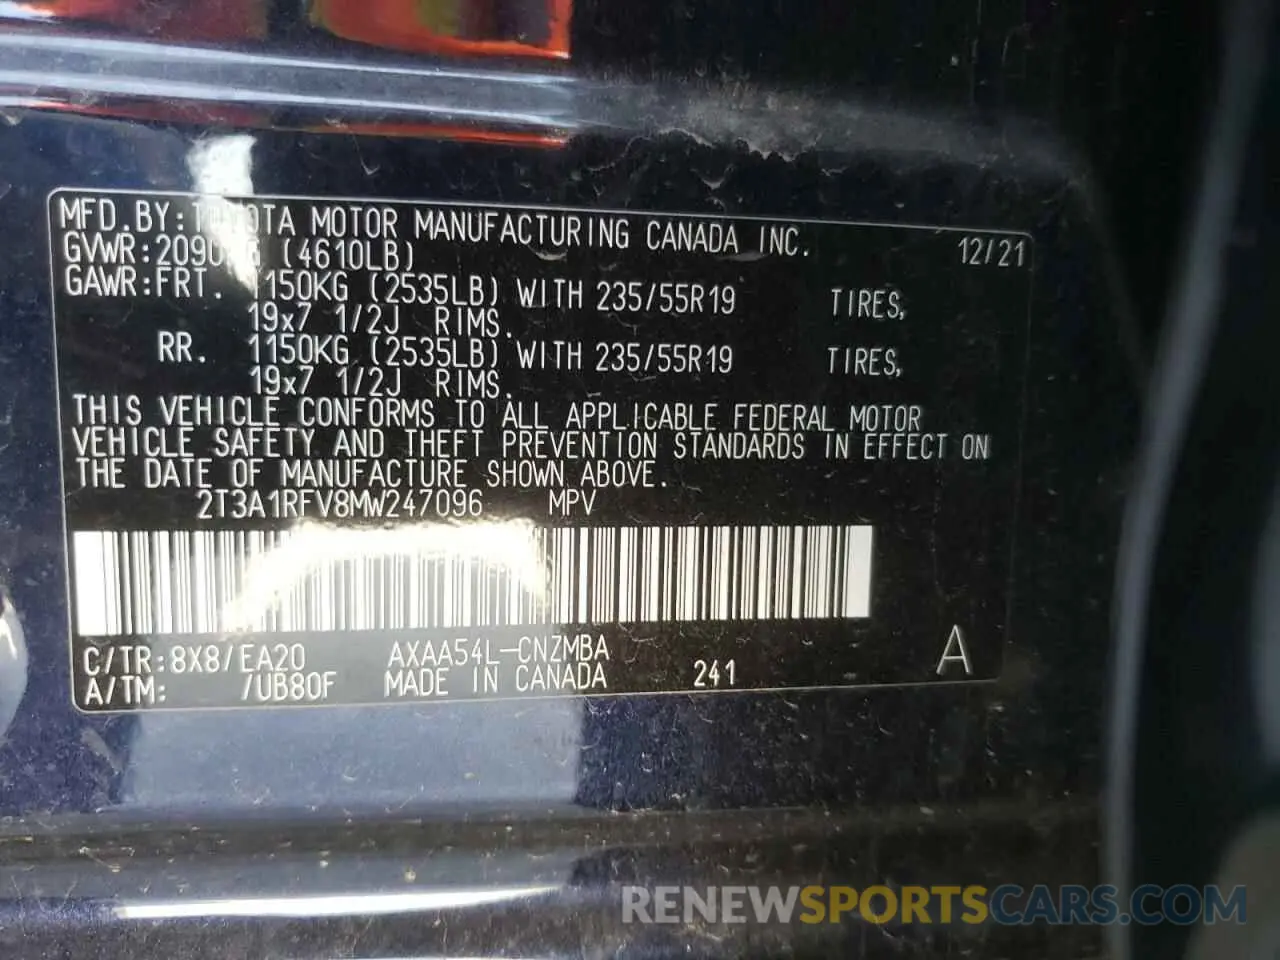 MFD.BY:TOYOTA MOTOR MANUFACTURING CANADA INC. 12/21
GVWR: (4610LB)
GAWR:FRT. 1150KG (2535LB) WITH 235/55R19 TIRES,
19x7 1/2J RIMS.
RR. 1150KG (2535LB) WITH 235/55R19 TIRES,
19x7 1/2J RIMS.
THIS VEHICLE CONFORMS TO ALL APPLICABLE FEDERAL MOTOR
VEHICLE SAFETY AND THEFT PREVENTION STANDARDS IN EFFECT ON
THE DATE OF MANUFACTURE SHOWN ABOVE.
2T3A1RFV8MW247096 MPV
C/TR:8X8/EA20 AXAA54L-CNZMBA
A/TM: /UB80F MADE IN CANADA 241 A
RENEWSPORTSCARS.COM